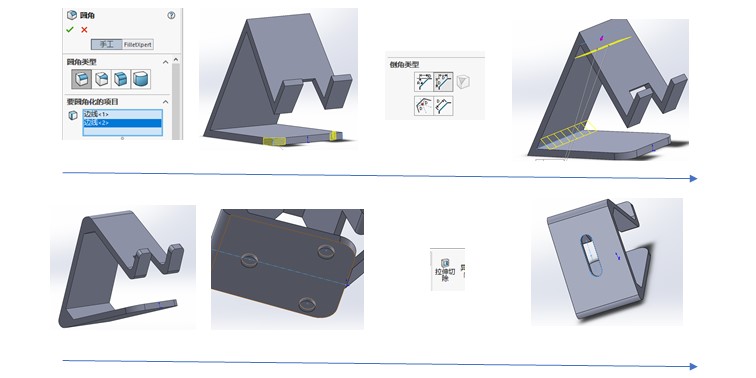 圆角
手工 FilletXpert
圆角类型
要圆角化的项目
边线<1>
边线<2>
倒角类型
拉伸切
除